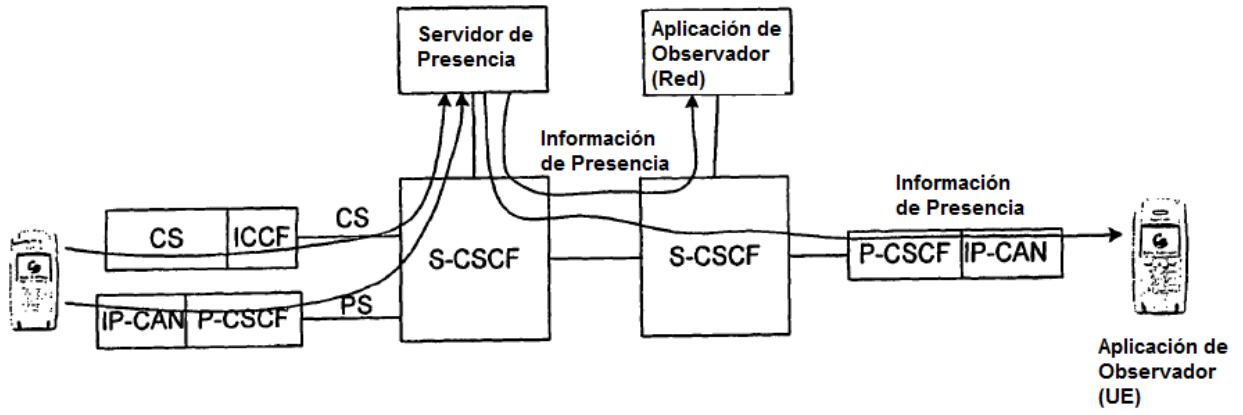 Servidor de
Presencia
Aplicación de
Observador
(Red)
Información
de Presencia
Información
de Presencia
CS
ICCF
CS
S-CSCF
S-CSCF
P-CSCF
IP-CAN
IP-CAN
P-CSCF
PS
Aplicación de
Observador
(UE)